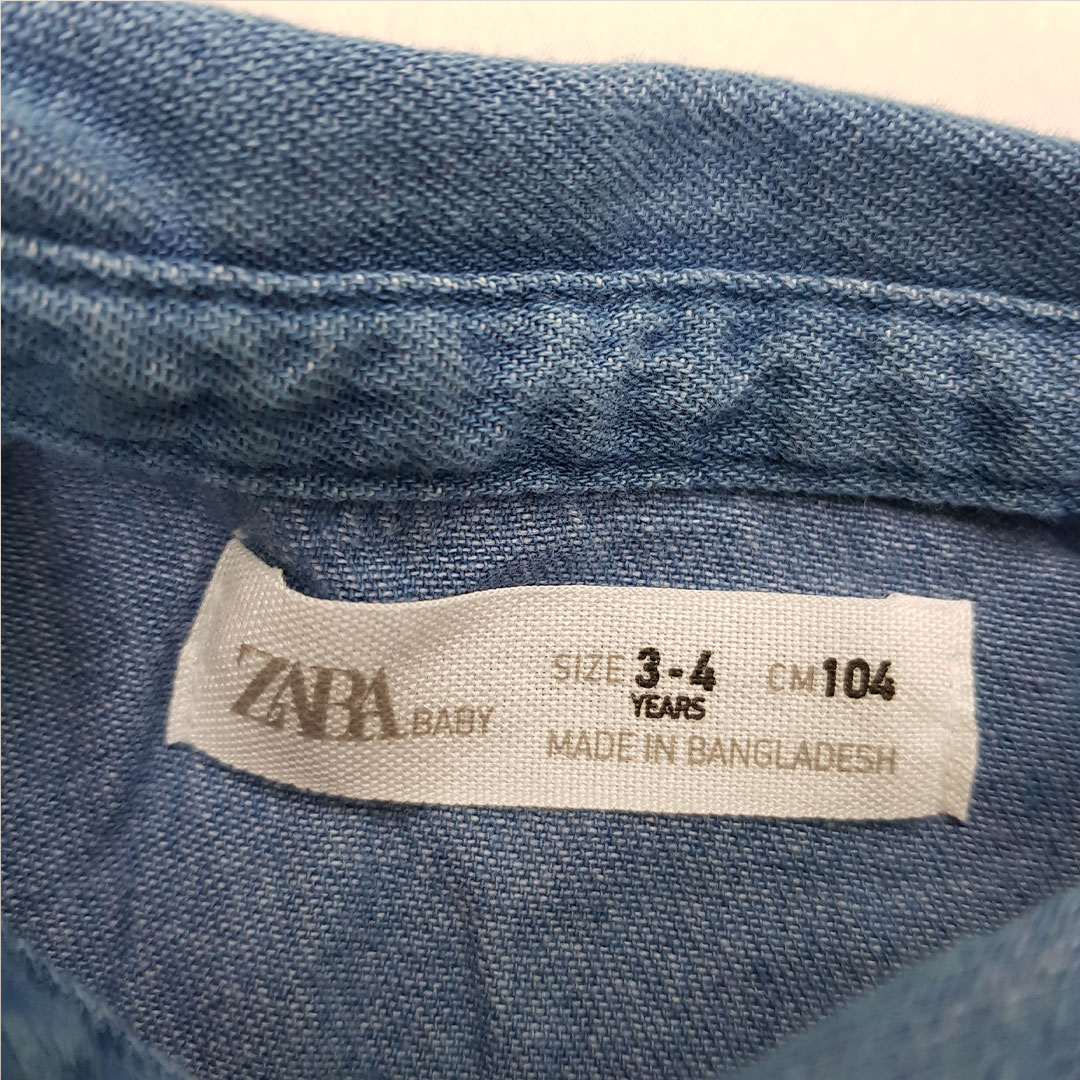 ZARA BABY
SIZE 3-4 CM 104
YEARS
MADE IN BANGLADESH